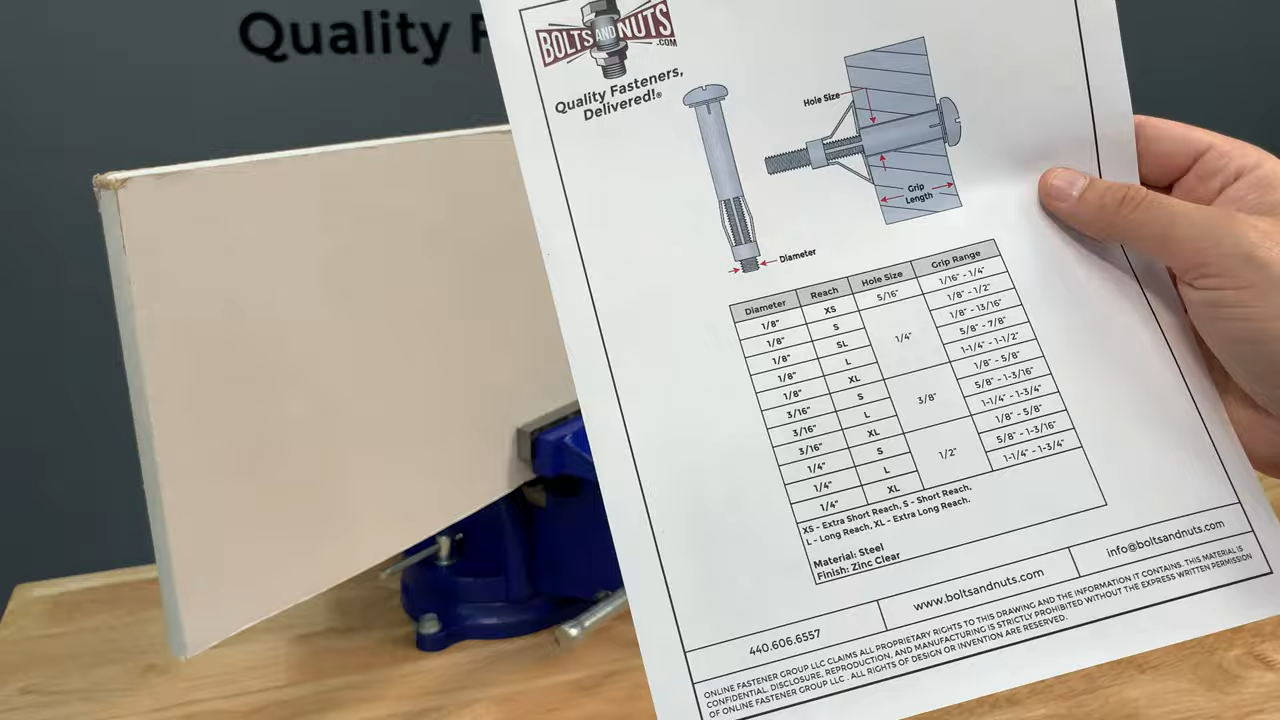 Quality F
BOLTS AND NUTS
.COM
Quality Fasteners,
Delivered!®
Hole Size
Grip
Length
Diameter
Diameter Reach Hole Size Grip Range
1/8" XS 5/16" 1/16" - 1/4"
1/8" S 1/8" - 1/2"
1/8" SL 1/4" 1/8" - 13/16"
1/8" L 5/8" - 7/8"
1/8" XL 1-1/4" - 1-1/2"
3/16" S 1/8" - 5/8"
3/16" L 3/8" 5/8" - 1-3/16"
3/16" XL 1-1/4" - 1-3/4"
1/4" S 1/8" - 5/8"
1/4" L 1/2" 5/8" - 1-3/16"
1/4" XL 1-1/4" - 1-3/4"
XS - Extra Short Reach, S - Short Reach,
L - Long Reach, XL - Extra Long Reach.
Material: Steel
Finish: Zinc Clear
440.606.6557 www.boltsandnuts.com info@boltsandnuts.com
ONLINE FASTENER GROUP LLC CLAIMS ALL PROPRIETARY RIGHTS TO THIS DRAWING AND THE INFORMATION IT CONTAINS. THIS MATERIAL IS
CONFIDENTIAL. DISCLOSURE, REPRODUCTION, AND MANUFACTURING IS STRICTLY PROHIBITED WITHOUT THE EXPRESS WRITTEN PERMISSION
OF ONLINE FASTENER GROUP LLC . ALL RIGHTS OF DESIGN OR INVENTION ARE RESERVED.